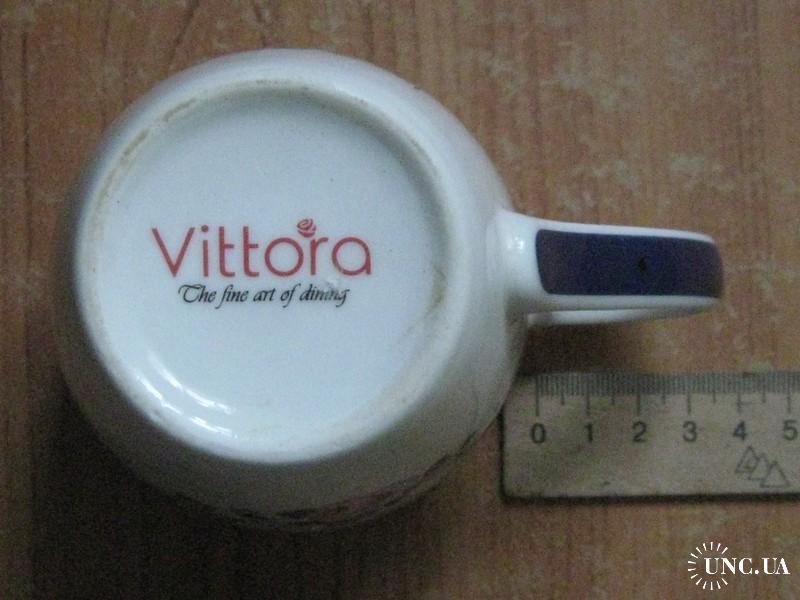 Vittora
The fine art of dining
0 1 2 3 4 5
UNC.UA